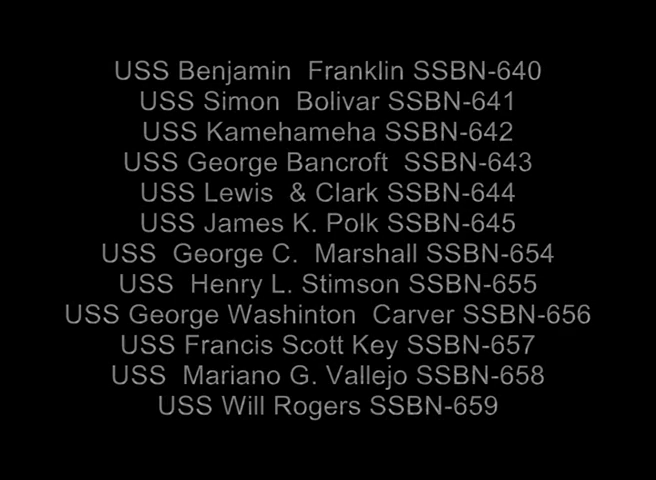 USS Benjamin  Franklin SSBN-640
USS Simon  Bolivar SSBN-641
USS Kamehameha SSBN-642
USS George Bancroft  SSBN-643
USS Lewis  & Clark SSBN-644
USS James K. Polk SSBN-645
USS  George C.  Marshall SSBN-654
USS  Henry L. Stimson SSBN-655
USS George Washinton  Carver SSBN-656
USS Francis Scott Key SSBN-657
USS  Mariano G. Vallejo SSBN-658
USS Will Rogers SSBN-659